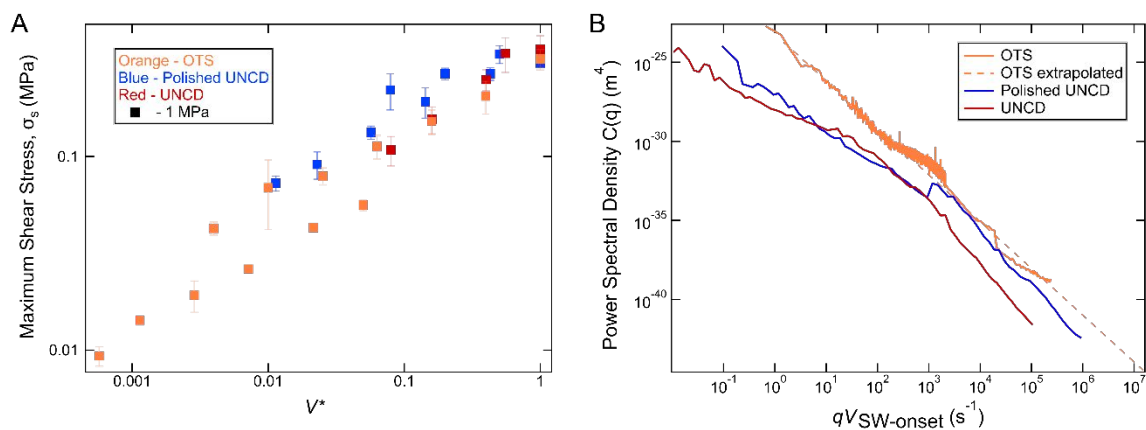 A
Maximum Shear Stress, σs (MPa)
0.1
0.01
Orange - OTS
Blue - Polished UNCD
Red - UNCD
- 1 MPa
0.001
0.01
0.1
1
V*
B
Power Spectral Density C(q) (m⁴)
10⁻²⁵
10⁻³⁰
10⁻³⁵
10⁻⁴⁰
OTS
OTS extrapolated
Polished UNCD
UNCD
10⁻¹
10⁰
10¹
10²
10³
10⁴
10⁵
10⁶
10⁷
qVSW-onset (s⁻¹)